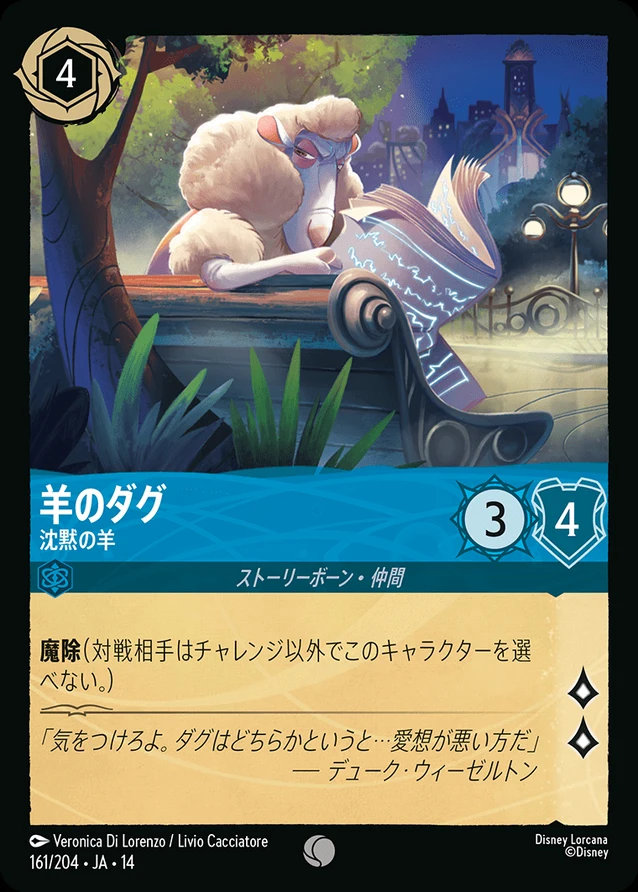 4
羊のダグ
沈黙の羊
3
4
ストーリーボーン・仲間
魔除(対戦相手はチャレンジ以外でこのキャラクターを選
べない。)
「気をつけろよ。ダグはどちらかというと…愛想が悪い方だ」
— デューク・ウィーゼルトン
Veronica Di Lorenzo / Livio Cacciatore
161/204 • JA • 14
Disney Lorcana
©Disney